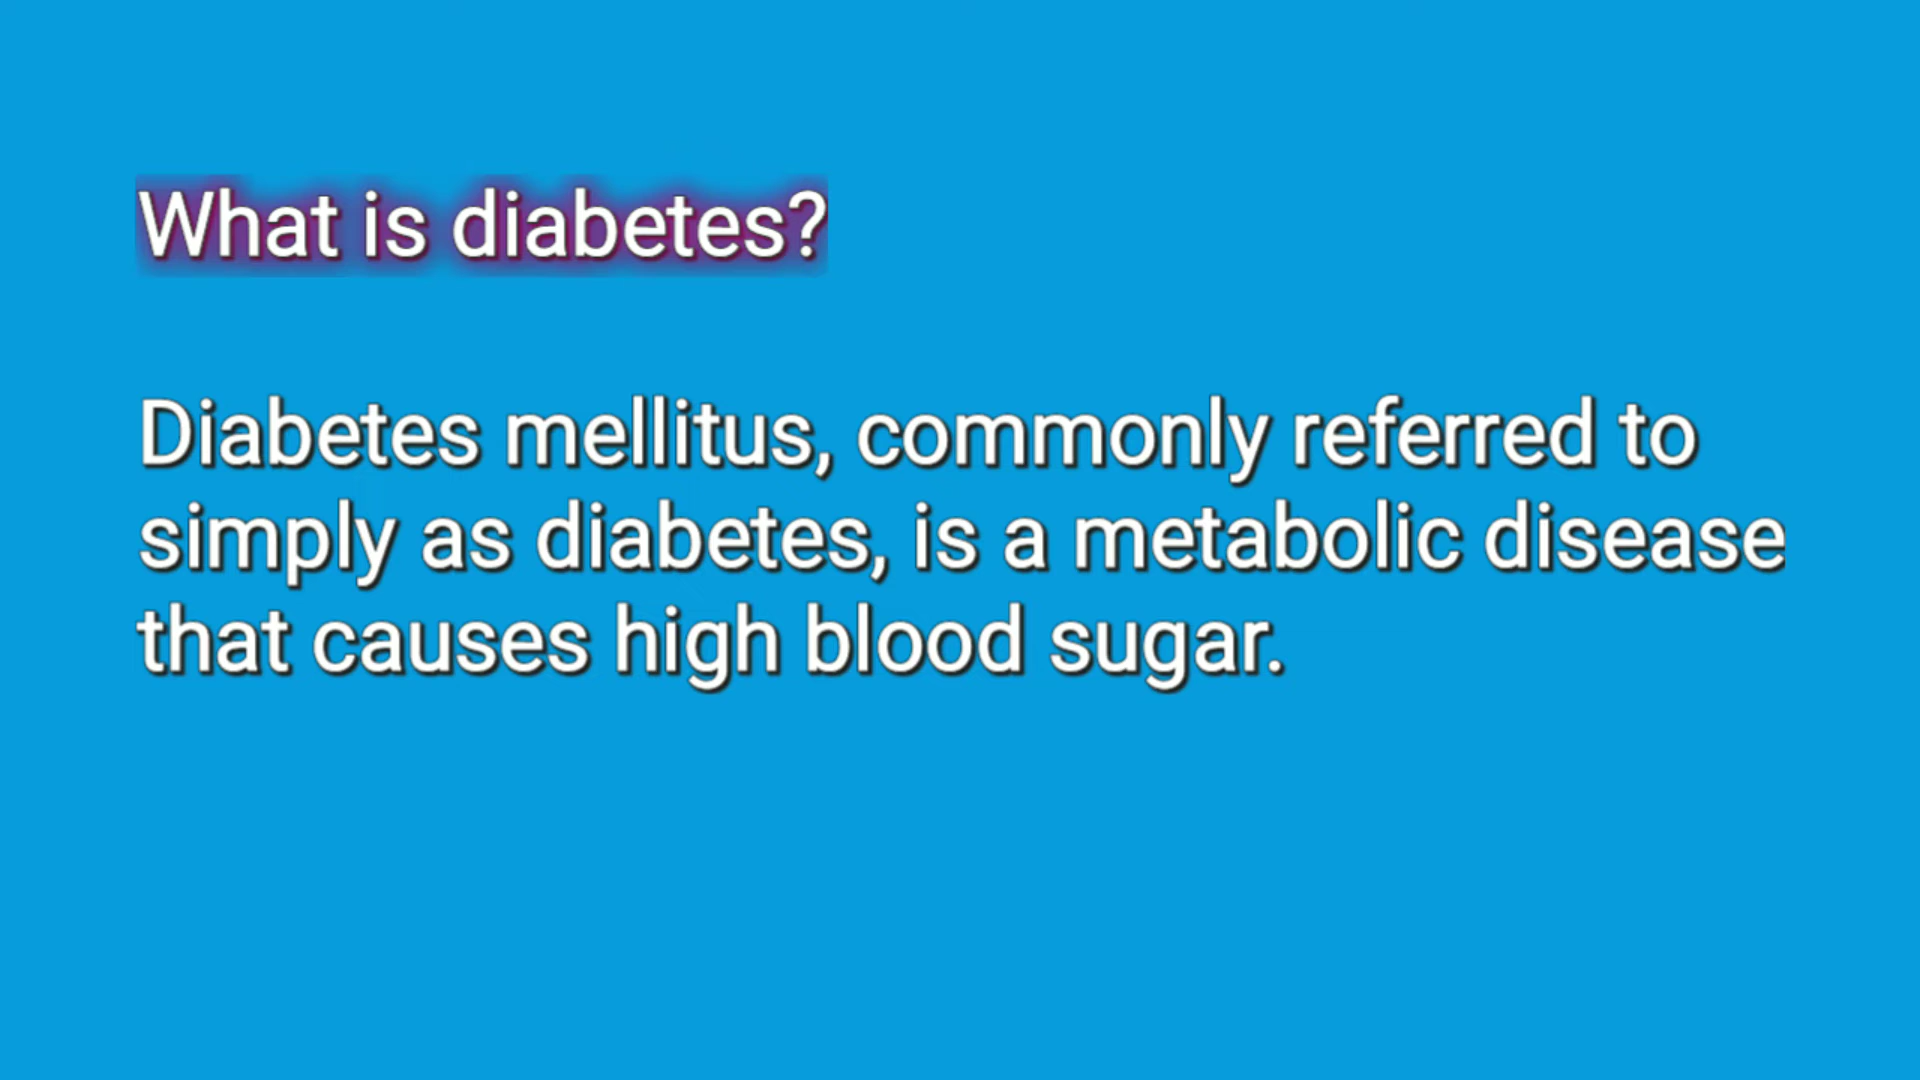 What is diabetes?
Diabetes mellitus, commonly referred to
simply as diabetes, is a metabolic disease
that causes high blood sugar.